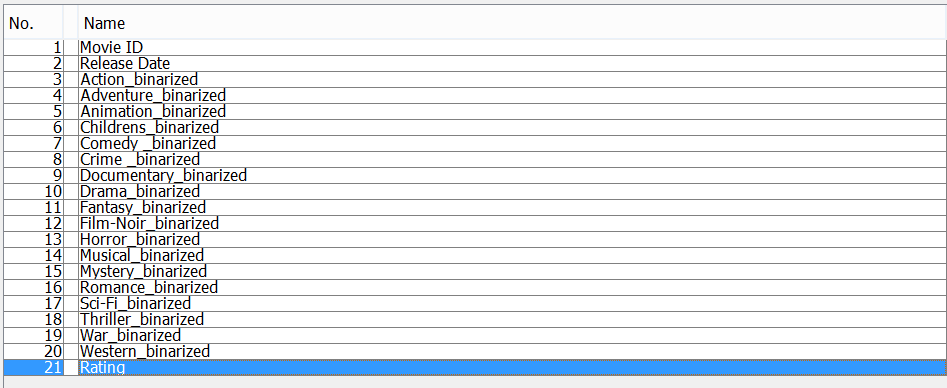 No. Name
1 Movie ID
2 Release Date
3 Action_binarized
4 Adventure_binarized
5 Animation_binarized
6 Childrens_binarized
7 Comedy _binarized
8 Crime _binarized
9 Documentary_binarized
10 Drama_binarized
11 Fantasy_binarized
12 Film-Noir_binarized
13 Horror_binarized
14 Musical_binarized
15 Mystery_binarized
16 Romance_binarized
17 Sci-Fi_binarized
18 Thriller_binarized
19 War_binarized
20 Western_binarized
21 Rating